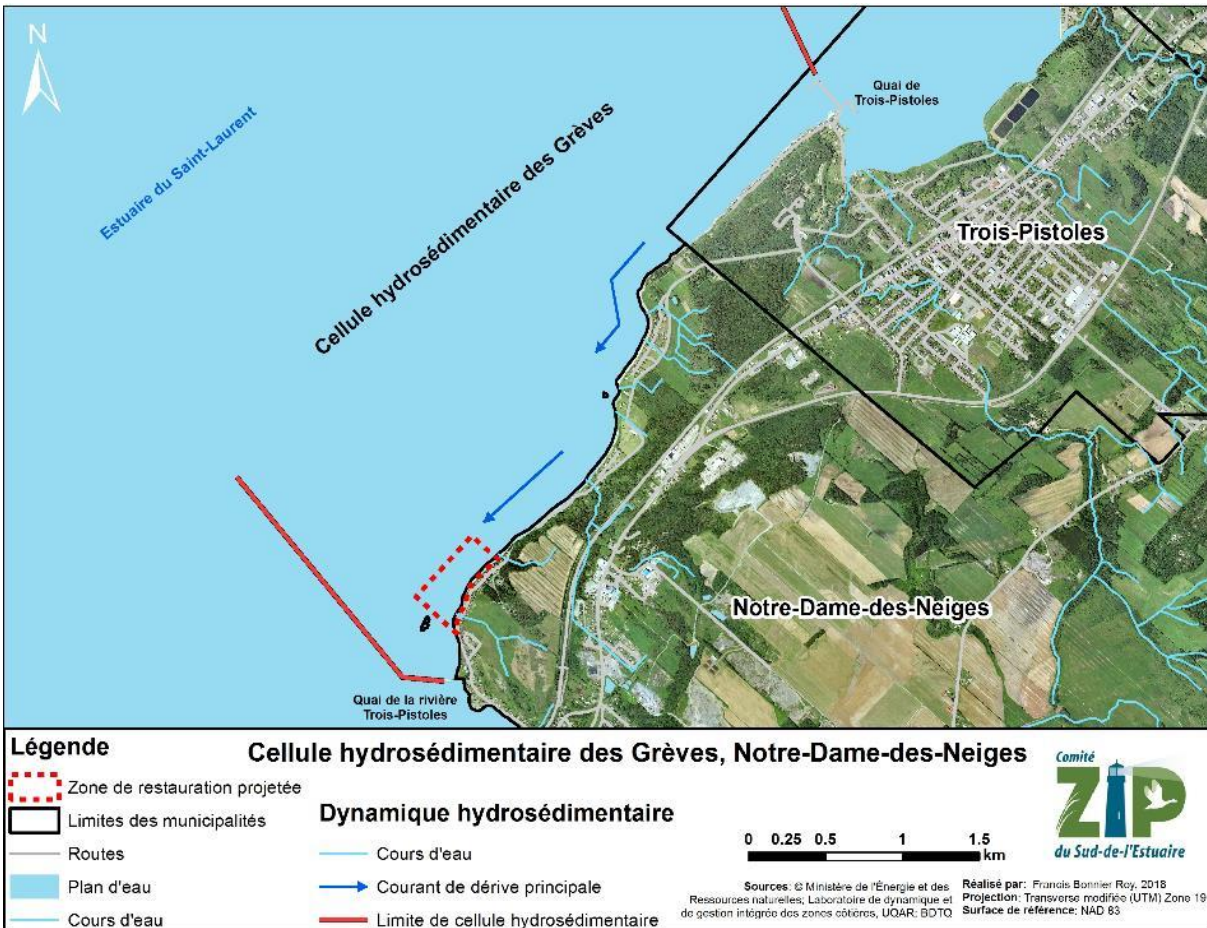 N
Estuaire du Saint-Laurent
Cellule hydrosédimentaire des Grèves
Quai de
Trois-Pistoles
Trois-Pistoles
Notre-Dame-des-Neiges
Quai de la rivière
Trois-Pistoles
Légende
Zone de restauration projetée
Limites des municipalités
Routes
Plan d'eau
Cours d'eau
Cellule hydrosédimentaire des Grèves, Notre-Dame-des-Neiges
Dynamique hydrosédimentaire
Cours d'eau
Courant de dérive principale
Limite de cellule hydrosédimentaire
0 0.25 0.5 1 1.5
km
Sources: © Ministère de l'Énergie et des
Ressources naturelles; Laboratoire de dynamique et
de gestion intégrée des zones côtières, UQAR; BDTQ
Réalisé par: Francis Bonnier Roy, 2018
Projection: Transverse modifiée (UTM) Zone 19
Surface de référence: NAD 83
Comité
ZIP
du Sud-de-l'Estuaire